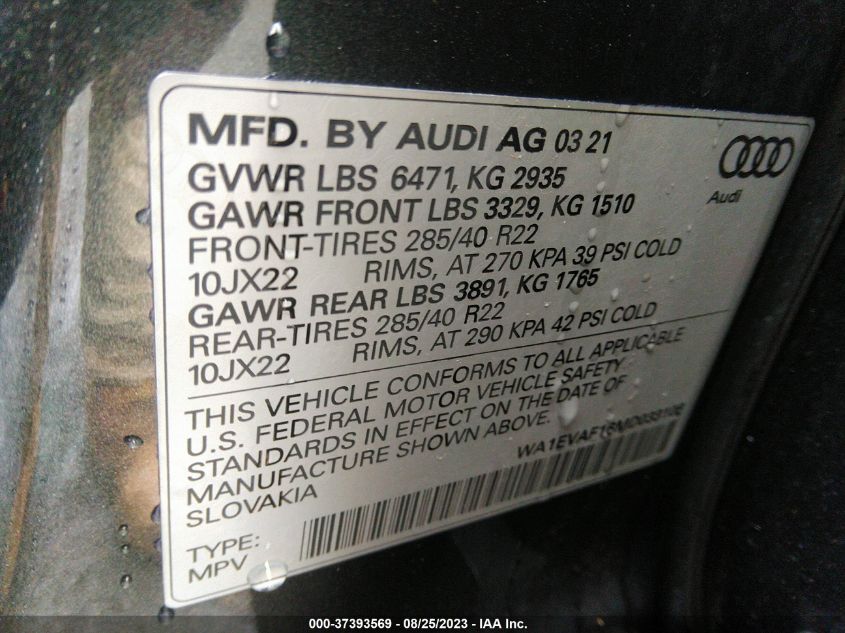 MFD. BY AUDI AG 03 21
Audi
GVWR LBS 6471, KG 2935
GAWR FRONT LBS 3329, KG 1510
FRONT-TIRES 285/40 R22
10JX22 RIMS, AT 270 KPA 39 PSI COLD
GAWR REAR LBS 3891, KG 1765
REAR-TIRES 285/40 R22
10JX22 RIMS, AT 290 KPA 42 PSI COLD
THIS VEHICLE CONFORMS TO ALL APPLICABLE
U.S. FEDERAL MOTOR VEHICLE SAFETY
STANDARDS IN EFFECT ON THE DATE OF
MANUFACTURE SHOWN ABOVE.
SLOVAKIA
TYPE:
MPV
000-37393569 - 08/25/2023 - IAA Inc.